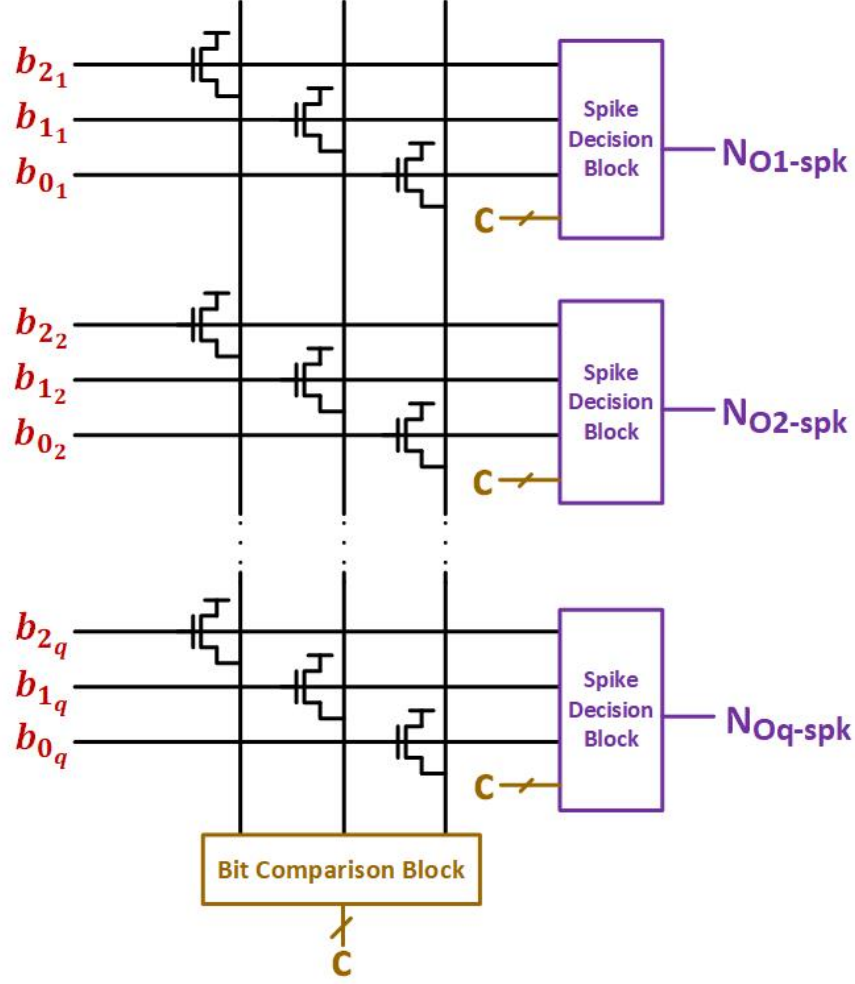 b21
b11
b01
Spike
Decision
Block
C
NO1-spk
b22
b12
b02
Spike
Decision
Block
C
NO2-spk
b2q
b1q
b0q
Spike
Decision
Block
C
NOq-spk
Bit Comparison Block
C